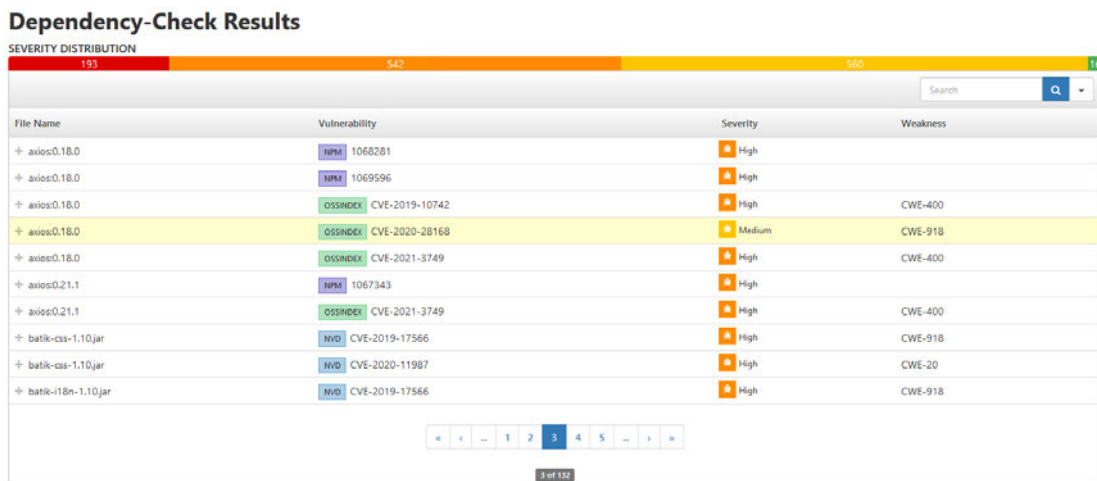 Dependency-Check Results
SEVERITY DISTRIBUTION
193 542 560
Search
File Name Vulnerability Severity Weakness
axios:0.18.0 NPM 1068281 High
axios:0.18.0 NPM 1069596 High
axios:0.18.0 OSSINDEX CVE-2019-10742 High CWE-400
axios:0.18.0 OSSINDEX CVE-2020-28168 Medium CWE-918
axios:0.18.0 OSSINDEX CVE-2021-3749 High CWE-400
axios:0.21.1 NPM 1067343 High
axios:0.21.1 OSSINDEX CVE-2021-3749 High CWE-400
batik-css-1.10.jar NVD CVE-2019-17566 High CWE-918
batik-css-1.10.jar NVD CVE-2020-11987 High CWE-20
batik-i18n-1.10.jar NVD CVE-2019-17566 High CWE-918
« ‹ ... 1 2 3 4 5 ... › »
3 of 132